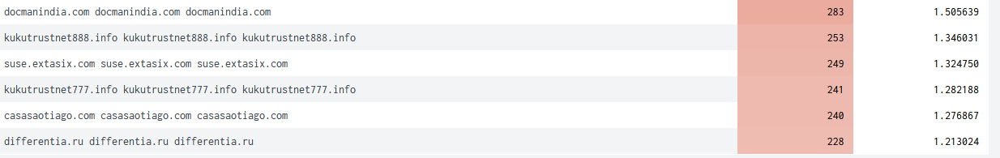 docmanindia.com docmanindia.com docmanindia.com 283 1.505639
kukutrustnet888.info kukutrustnet888.info kukutrustnet888.info 253 1.346031
suse.extasix.com suse.extasix.com suse.extasix.com 249 1.324750
kukutrustnet777.info kukutrustnet777.info kukutrustnet777.info 241 1.282188
casasaotiago.com casasaotiago.com casasaotiago.com 240 1.276867
differentia.ru differentia.ru differentia.ru 228 1.213024